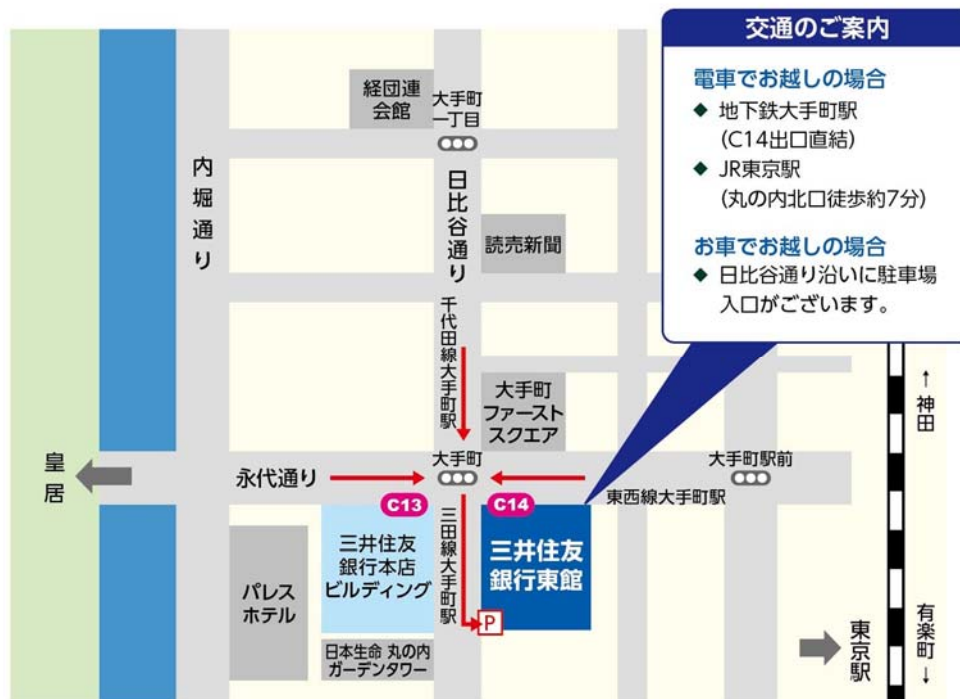 交通のご案内
電車でお越しの場合
◆ 地下鉄大手町駅
(C14出口直結)
◆ JR東京駅
(丸の内北口徒歩約7分)
お車でお越しの場合
◆ 日比谷通り沿いに駐車場
入口がございます。
経団連
会館
大手町
一丁目
内堀通り
日比谷通り
読売新聞
千代田線大手町駅
大手町
ファースト
スクエア
↑神田
皇居
永代通り
大手町
大手町駅前
東西線大手町駅
C13
C14
三井住友
銀行本店
ビルディング
三田線大手町駅
三井住友
銀行東館
パレス
ホテル
P
日本生命 丸の内
ガーデンタワー
東京駅
有楽町↓